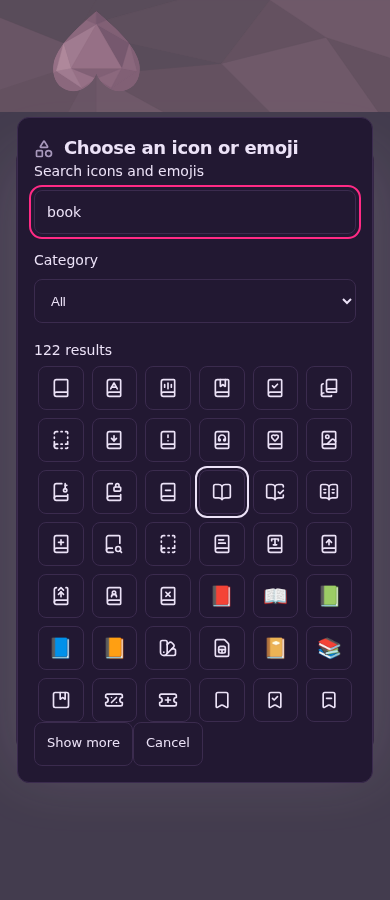 Choose an icon or emoji
Search icons and emojis
book
Category
All
122 results
Show more
Cancel